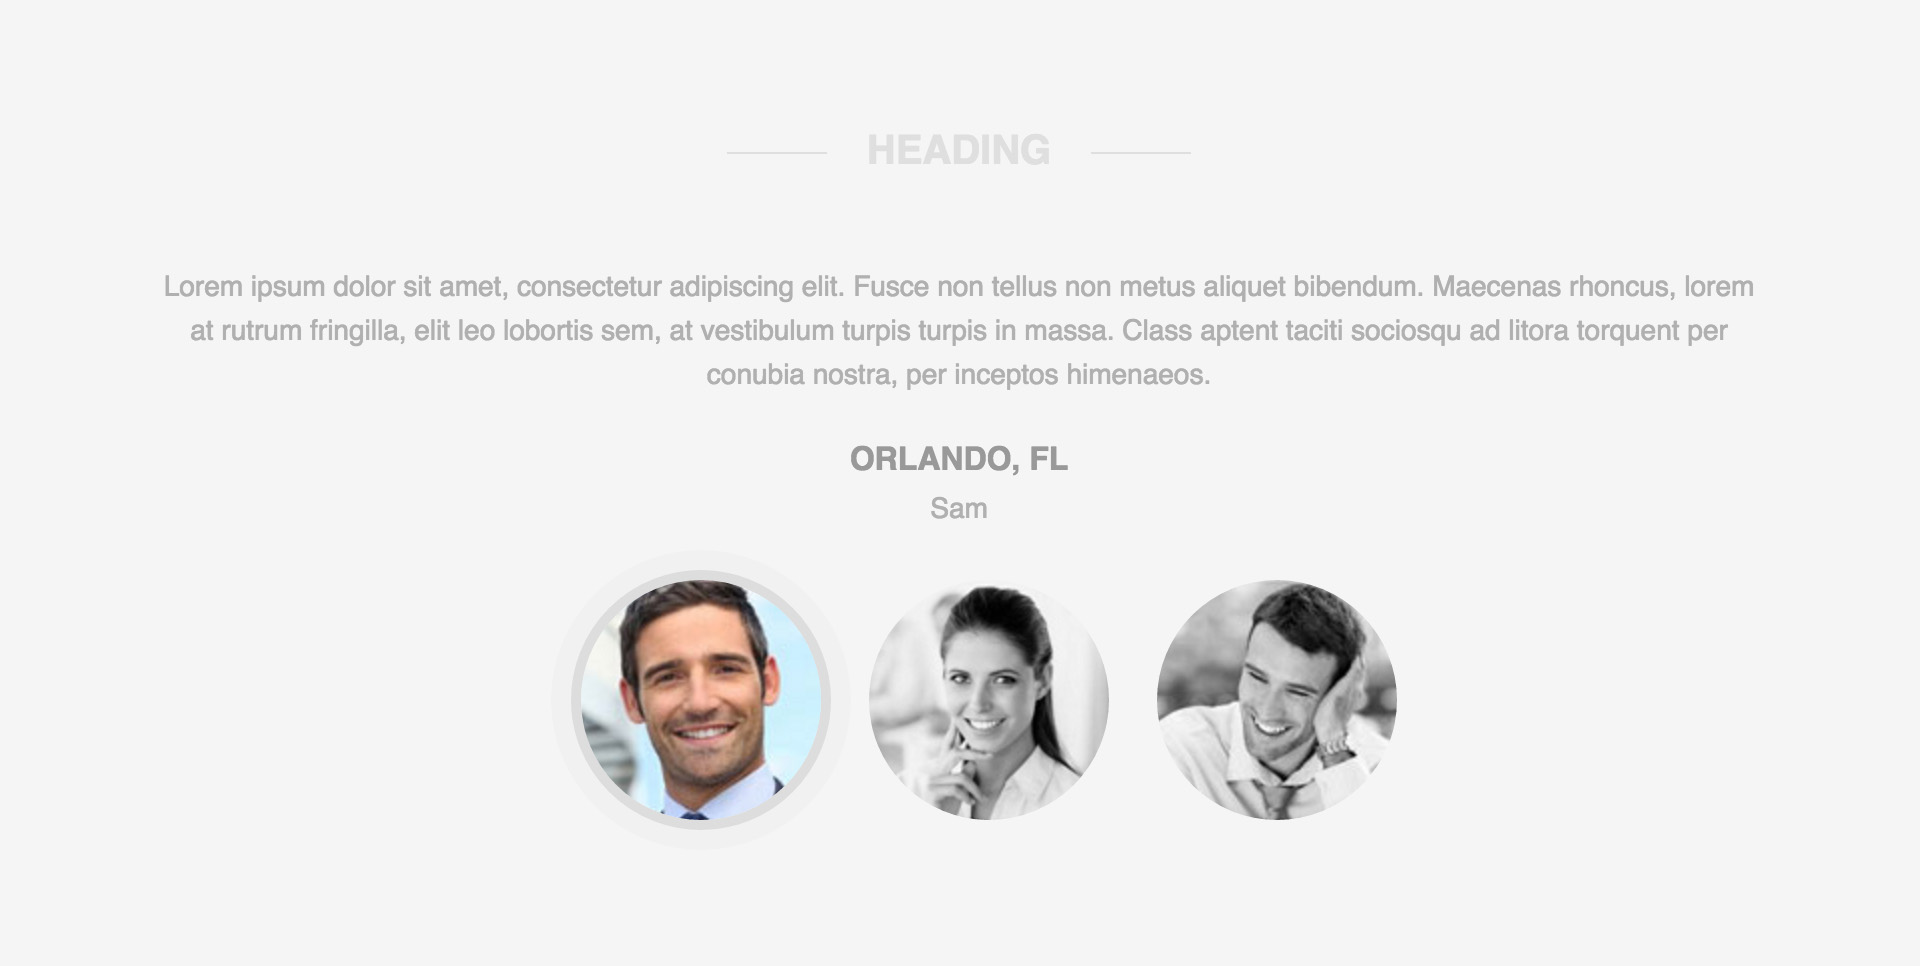 HEADING
Lorem ipsum dolor sit amet, consectetur adipiscing elit. Fusce non tellus non metus aliquet bibendum. Maecenas rhoncus, lorem
at rutrum fringilla, elit leo lobortis sem, at vestibulum turpis turpis in massa. Class aptent taciti sociosqu ad litora torquent per
conubia nostra, per inceptos himenaeos.
ORLANDO, FL
Sam